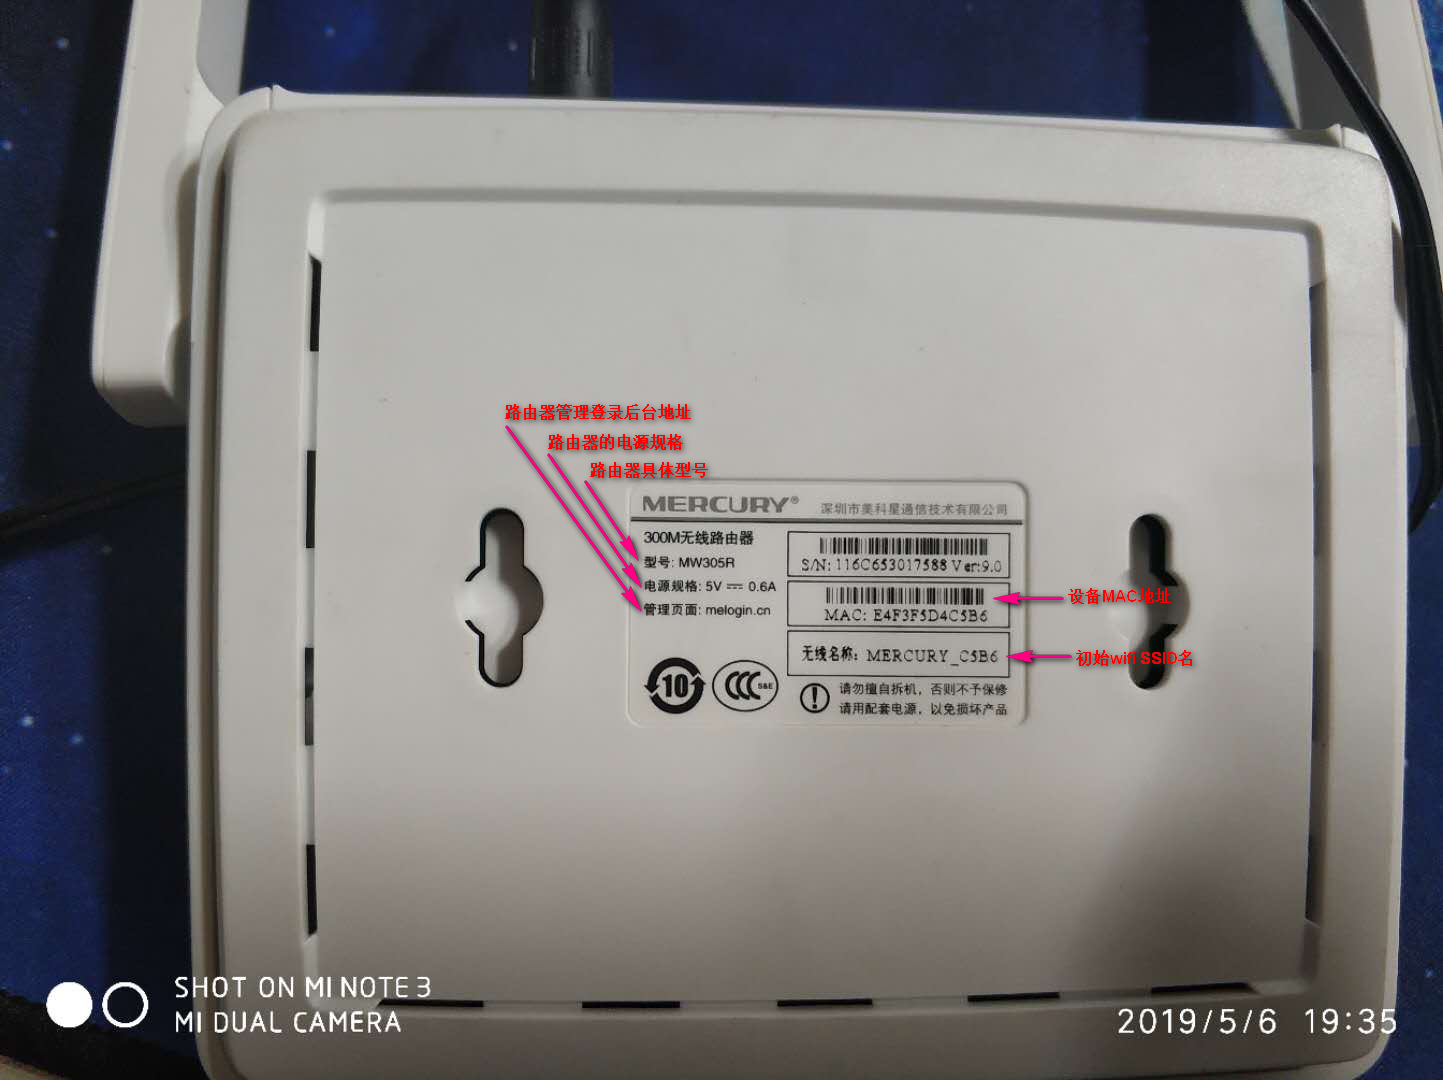 路由器管理登录后台地址
路由器的电源规格
路由器具体型号
MERCURY® 深圳市美科星通信技术有限公司
300M无线路由器
型号: MW305R
电源规格: 5V ⎓ 0.6A
管理页面: melogin.cn
S/N: 116C653017588 Ver:9.0
MAC: E4F3F5D4C5B6
设备MAC地址
无线名称: MERCURY_C5B6
初始wifi SSID名
10
CCC S&E
请勿擅自拆机，否则不予保修
请用配套电源，以免损坏产品
SHOT ON MI NOTE 3
MI DUAL CAMERA
2019/5/6 19:35